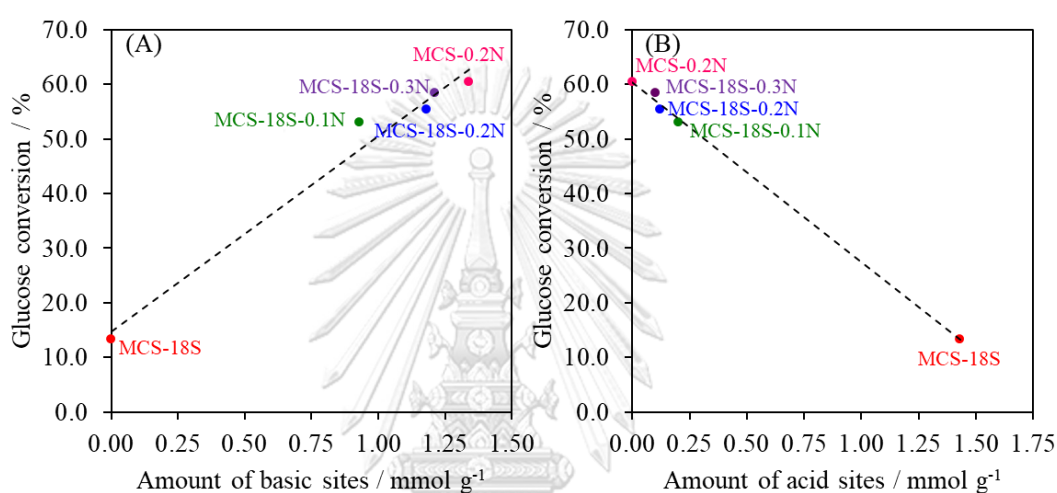 (A)
70.0
60.0
50.0
40.0
30.0
20.0
10.0
0.0
Glucose conversion / %
MCS-0.2N
MCS-18S-0.3N
MCS-18S-0.1N
MCS-18S-0.2N
MCS-18S
0.00 0.25 0.50 0.75 1.00 1.25 1.50
Amount of basic sites / mmol g⁻¹
(B)
70.0
60.0
50.0
40.0
30.0
20.0
10.0
0.0
Glucose conversion / %
MCS-0.2N
MCS-18S-0.3N
MCS-18S-0.2N
MCS-18S-0.1N
MCS-18S
0.00 0.25 0.50 0.75 1.00 1.25 1.50 1.75
Amount of acid sites / mmol g⁻¹